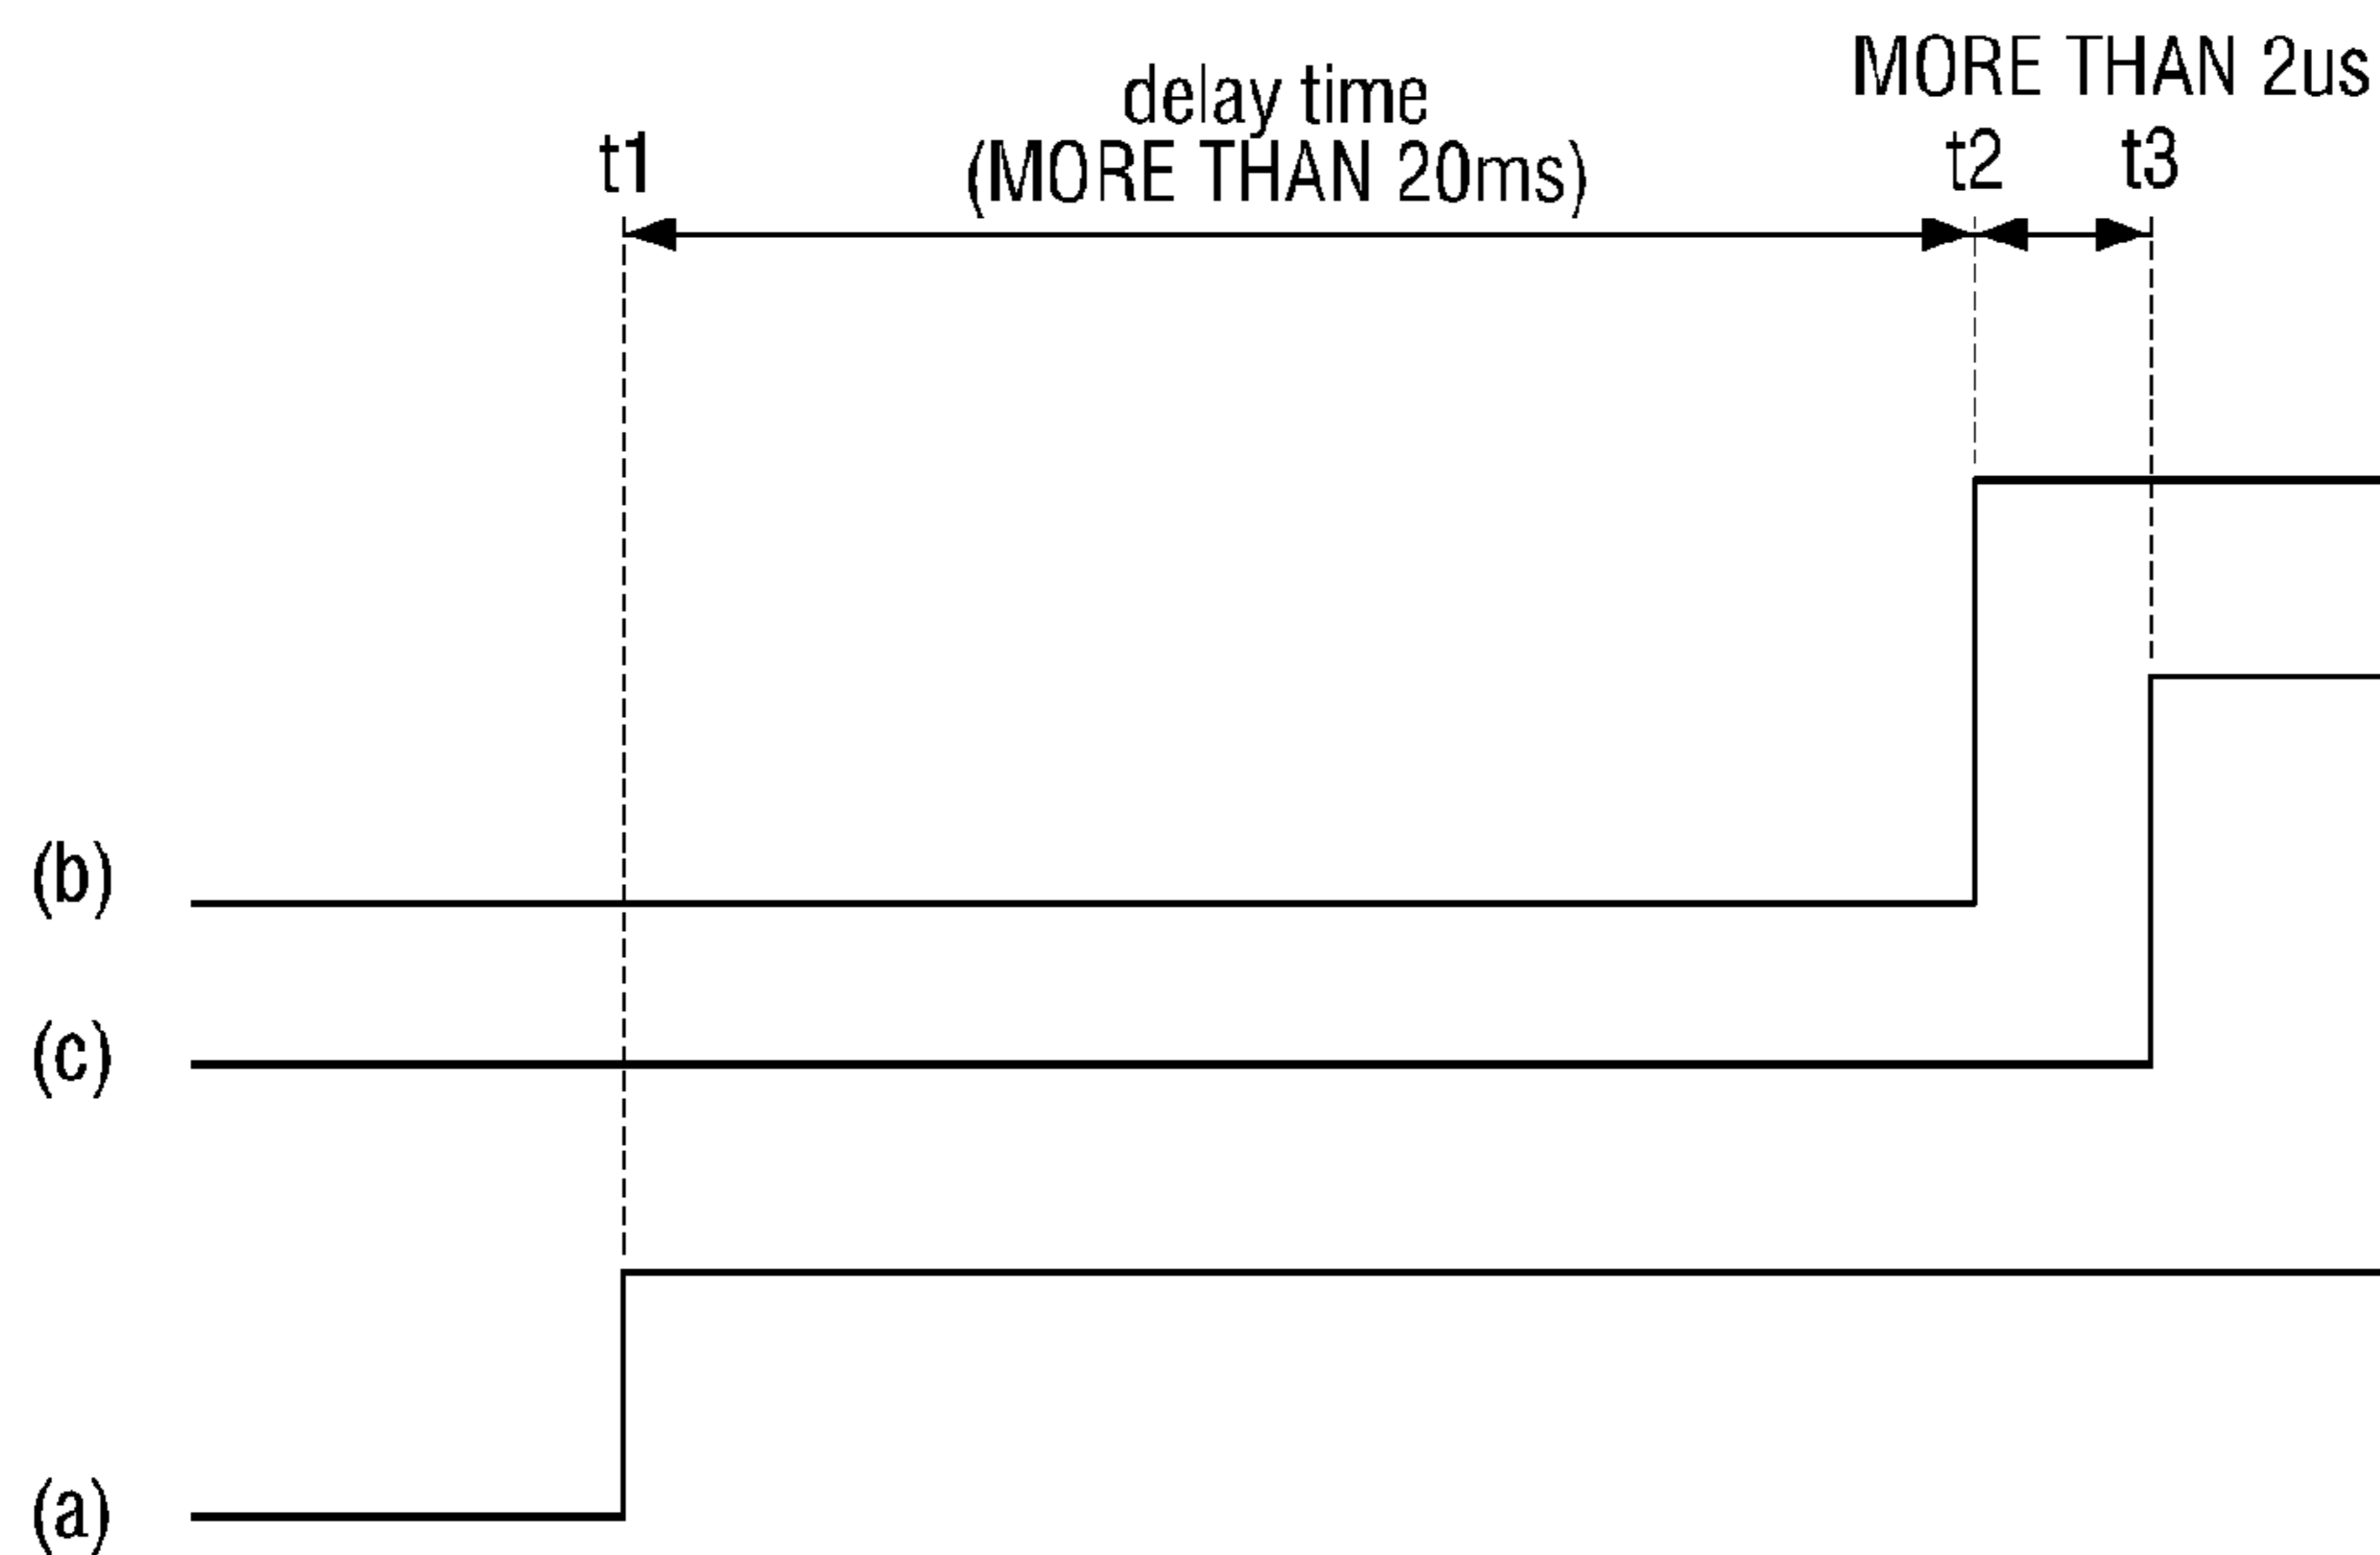 MORE THAN 2us
delay time
(MORE THAN 20ms)
t1
t2
t3
(b)
(c)
(a)